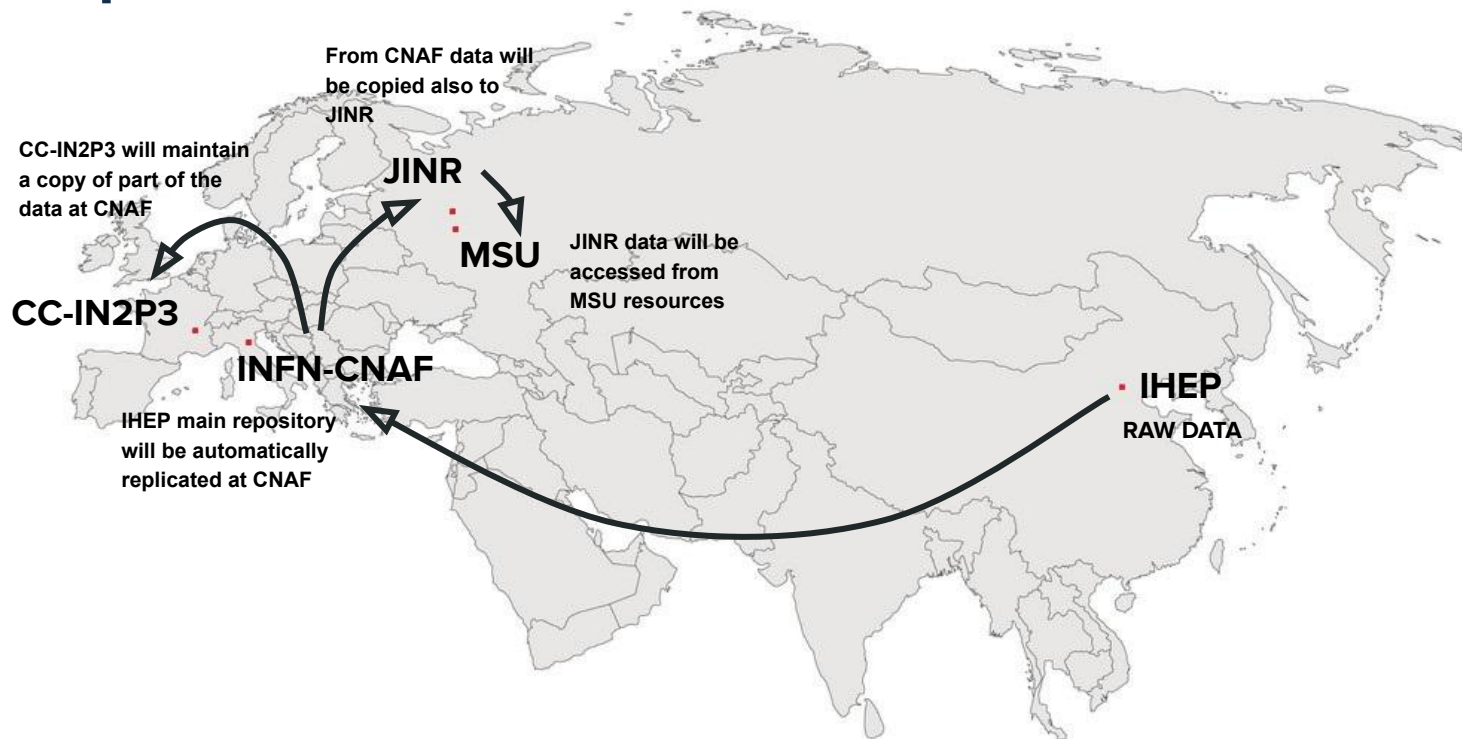 From CNAF data will
be copied also to
JINR
CC-IN2P3 will maintain
a copy of part of the
data at CNAF
JINR
MSU
JINR data will be
accessed from
MSU resources
CC-IN2P3
INFN-CNAF
IHEP main repository
will be automatically
replicated at CNAF
IHEP
RAW DATA